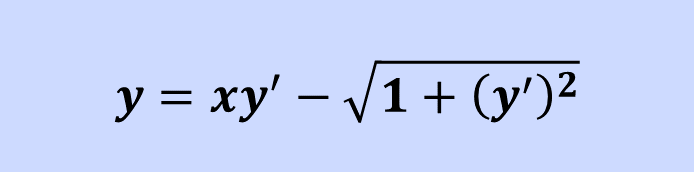 y = xy′ − √1 + (y′)²